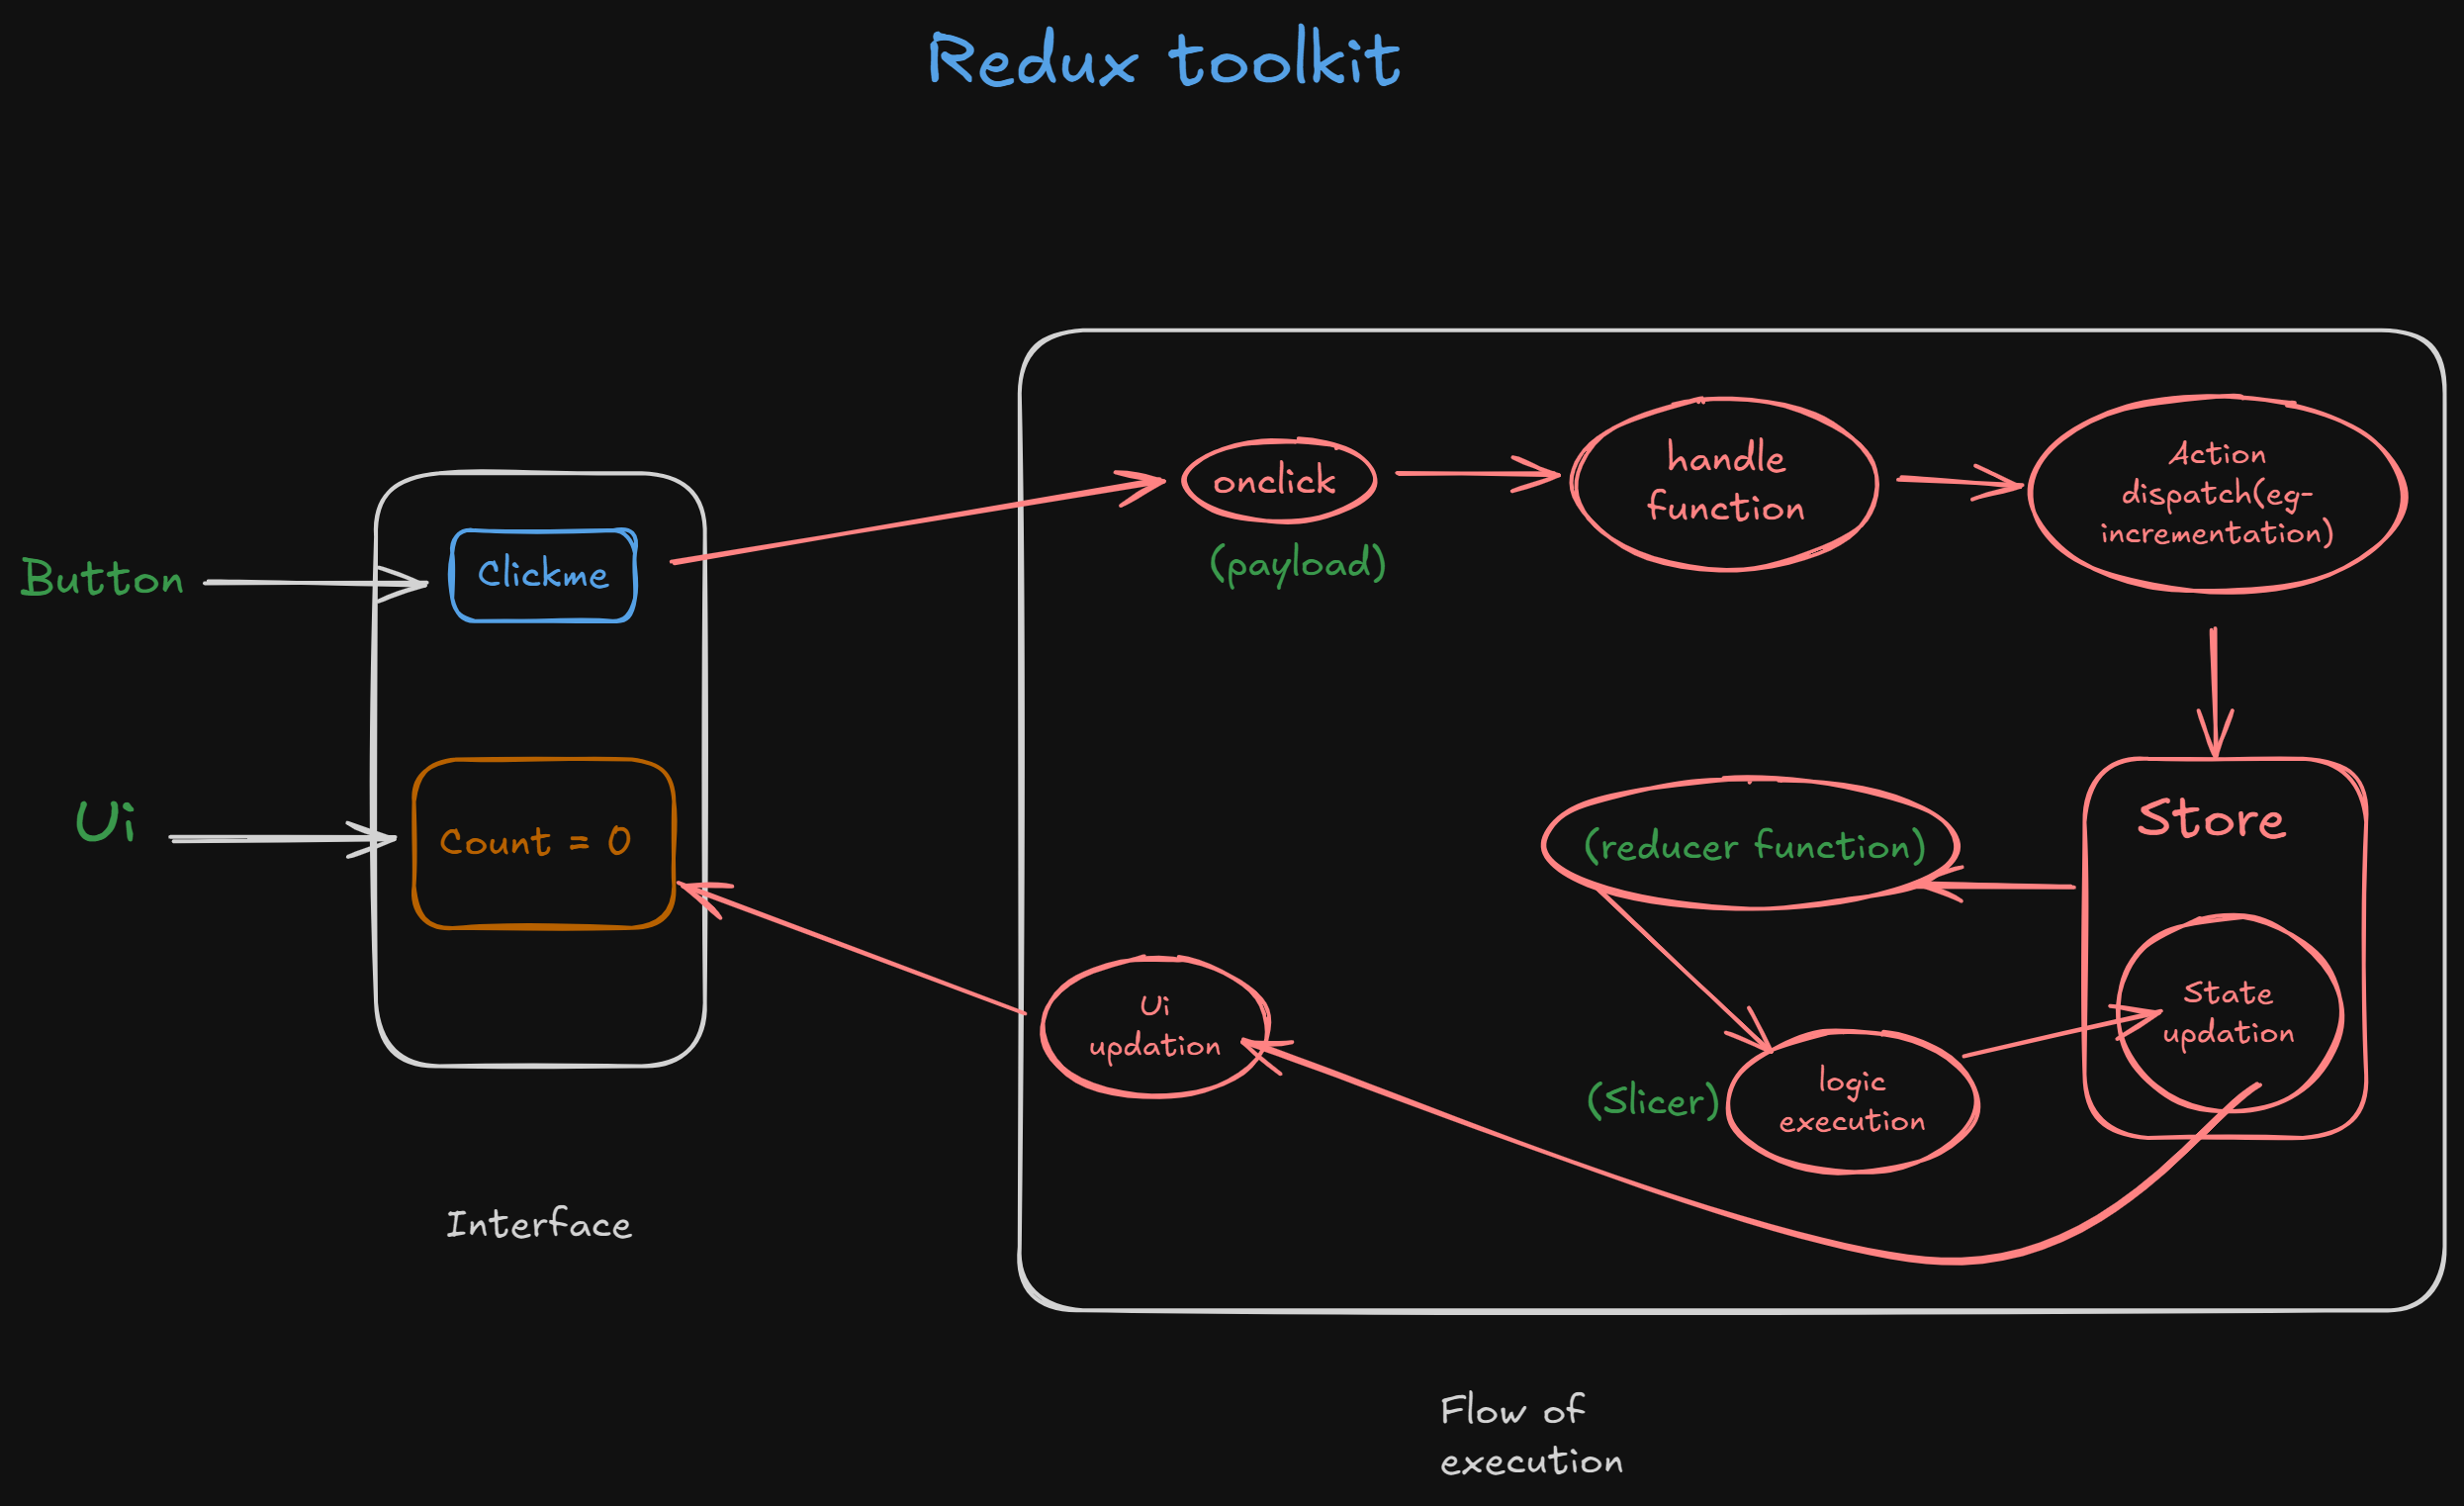 Redux toolkit
Button
Clickme
Ui
Count = 0
Interface
onclick
(payload)
handle
function
Action
dispatch(eg-
incrementation)
Store
(reducer function)
State
updation
logic
execution
(Slicer)
Ui
updation
Flow of
execution